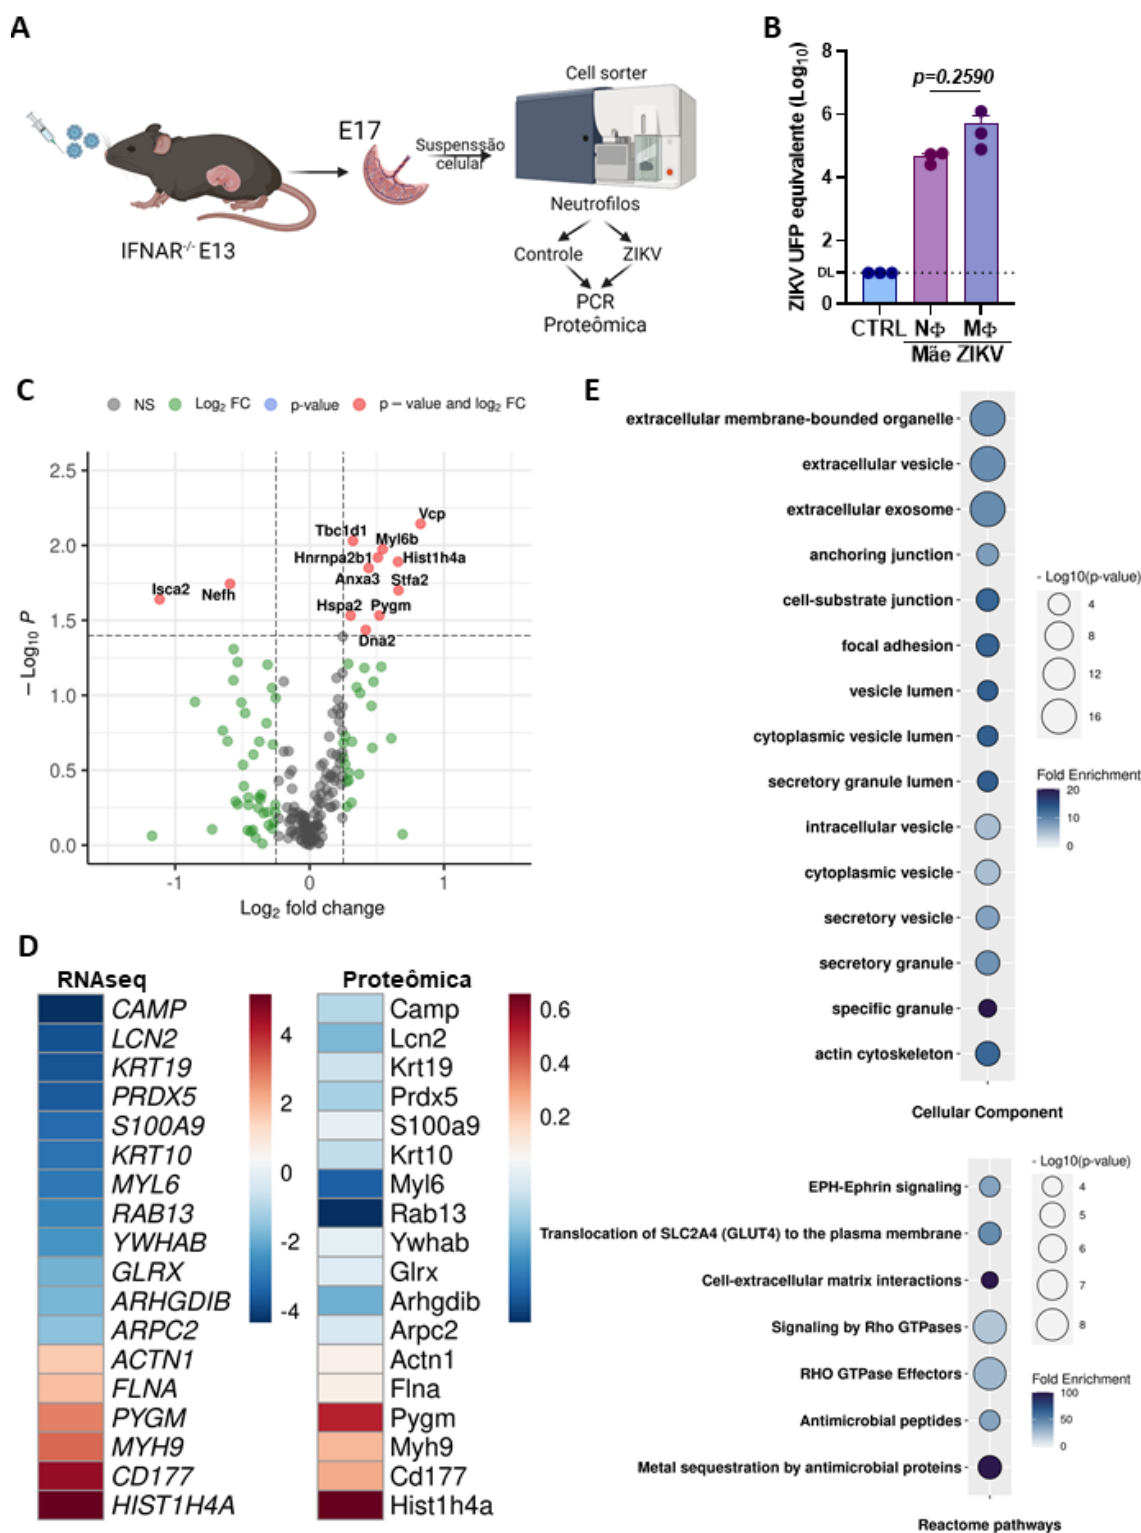 A
Cell sorter
E17
Suspenssão
celular
IFNAR-/- E13
Neutrofilos
Controle
ZIKV
PCR
Proteômica
B
ZIKV UFP equivalente (Log10)
8
p=0.2590
6
4
2
DL
0
CTRL NΦ MΦ
Mãe ZIKV
C
NS
Log2 FC
p-value
p − value and log2 FC
− Log10 P
2.5
2.0
1.5
1.0
0.5
0.0
Vcp
Tbc1d1
Myl6b
Hnrnpa2b1
Hist1h4a
Anxa3
Stfa2
Isca2
Nefh
Hspa2
Pygm
Dna2
-1
0
1
Log2 fold change
D
RNAseq
CAMP
LCN2
KRT19
PRDX5
S100A9
KRT10
MYL6
RAB13
YWHAB
GLRX
ARHGDIB
ARPC2
ACTN1
FLNA
PYGM
MYH9
CD177
HIST1H4A
4
2
0
-2
-4
Proteômica
Camp
Lcn2
Krt19
Prdx5
S100a9
Krt10
Myl6
Rab13
Ywhab
Glrx
Arhgdib
Arpc2
Actn1
Flna
Pygm
Myh9
Cd177
Hist1h4a
0.6
0.4
0.2
E
extracellular membrane-bounded organelle
extracellular vesicle
extracellular exosome
anchoring junction
cell-substrate junction
focal adhesion
vesicle lumen
cytoplasmic vesicle lumen
secretory granule lumen
intracellular vesicle
cytoplasmic vesicle
secretory vesicle
secretory granule
specific granule
actin cytoskeleton
Cellular Component
- Log10(p-value)
4
8
12
16
Fold Enrichment
20
10
0
EPH-Ephrin signaling
Translocation of SLC2A4 (GLUT4) to the plasma membrane
Cell-extracellular matrix interactions
Signaling by Rho GTPases
RHO GTPase Effectors
Antimicrobial peptides
Metal sequestration by antimicrobial proteins
Reactome pathways
- Log10(p-value)
4
5
6
7
8
Fold Enrichment
100
50
0